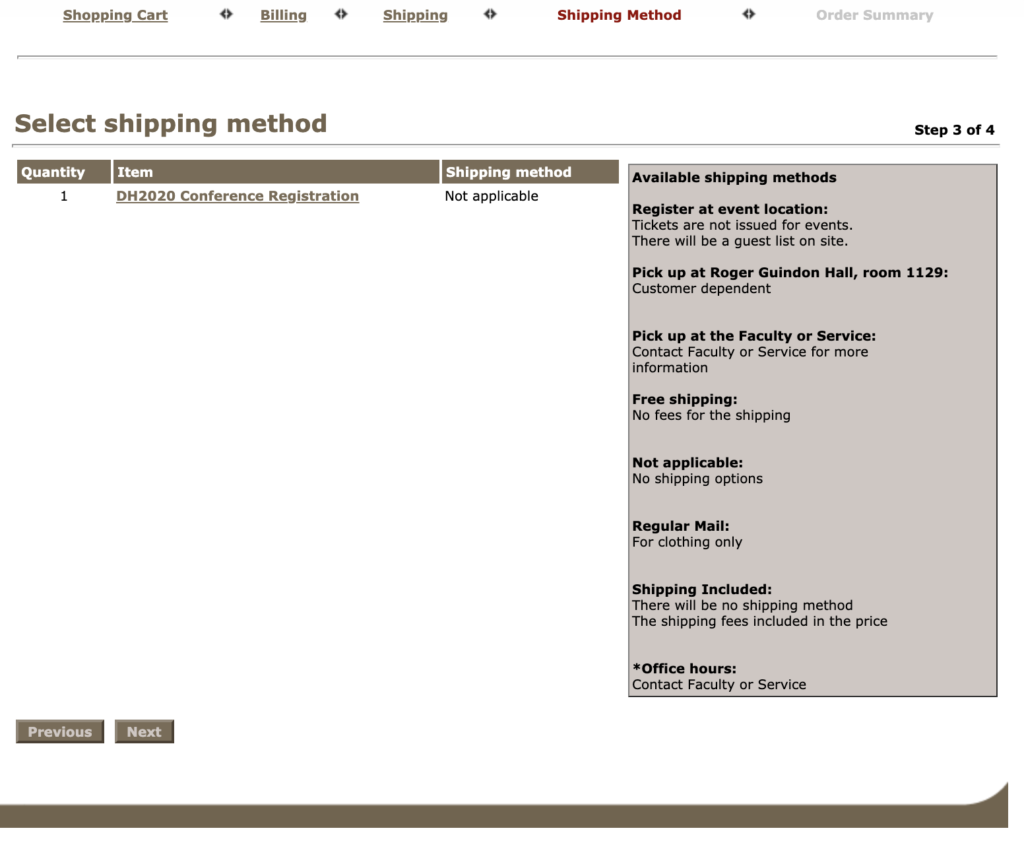 Shopping Cart Billing Shipping Shipping Method Order Summary
Select shipping method
Step 3 of 4
Quantity Item Shipping method
1 DH2020 Conference Registration Not applicable
Available shipping methods
Register at event location:
Tickets are not issued for events.
There will be a guest list on site.
Pick up at Roger Guindon Hall, room 1129:
Customer dependent
Pick up at the Faculty or Service:
Contact Faculty or Service for more
information
Free shipping:
No fees for the shipping
Not applicable:
No shipping options
Regular Mail:
For clothing only
Shipping Included:
There will be no shipping method
The shipping fees included in the price
*Office hours:
Contact Faculty or Service
Previous Next